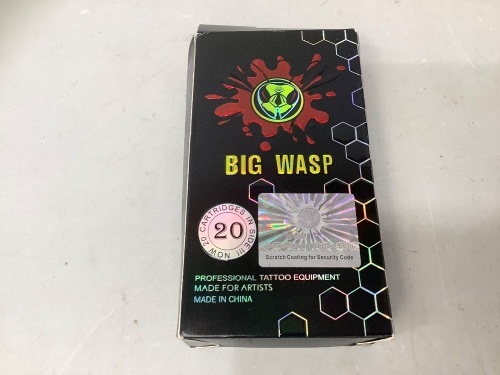 BIG WASP
NOW 20 CARTRIDGES IN SIDE !!!
20
Scratch Coating for Security Code
PROFESSIONAL TATTOO EQUIPMENT
MADE FOR ARTISTS
MADE IN CHINA